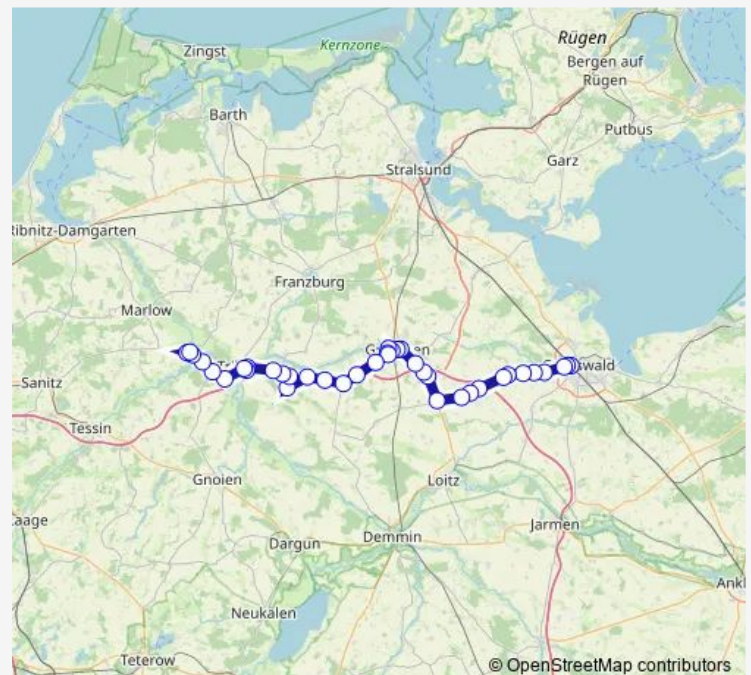 Rügen
Zingst
Kernzone
Bergen auf
Rügen
Barth
Putbus
Stralsund
Garz
Ribnitz-Damgarten
Franzburg
Marlow
Sanitz
Tessin
Gnoien
Loitz
Jarmen
aage
Demmin
Dargun
Ankl
Neukalen
Teterow
© OpenStreetMap contributors